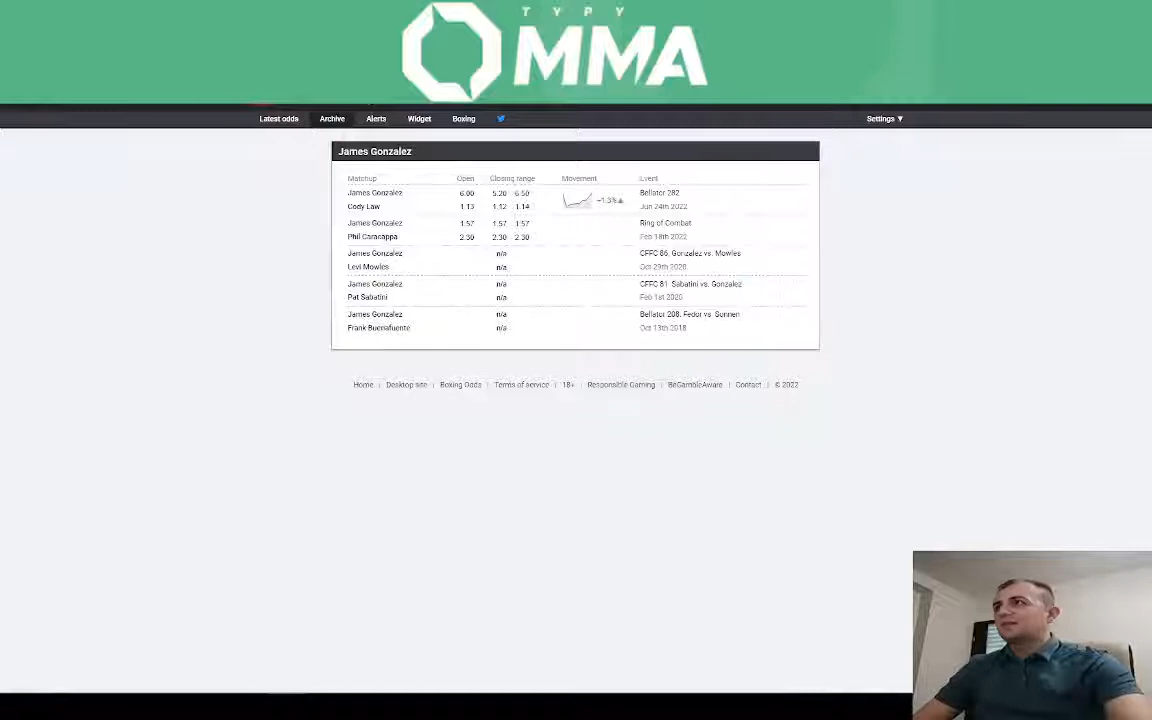 TYPY
MMA
Latest odds Archive Alerts Widget Boxing Settings ▼
James Gonzalez
Matchup Open Closing range Movement Event
James Gonzalez 6.00 5.20 6.50 Bellator 282
Cody Law 1.13 1.12 1.14 +1.3%▲ Jun 24th 2022
James Gonzalez 1.57 1.57 1.57 Ring of Combat
Phil Caracappa 2.30 2.30 2.30 Feb 18th 2022
James Gonzalez n/a CFFC 86. Gonzalez vs. Mowles
Levi Mowles n/a Oct 29th 2020
James Gonzalez n/a CFFC 81 Sabatini vs. Gonzalez
Pat Sabatini n/a Feb 1st 2020
James Gonzalez n/a Bellator 208. Fedor vs. Sonnen
Frank Buenafuente n/a Oct 13th 2018
Home | Desktop site | Boxing Odds | Terms of service | 18+ | Responsible Gaming | BeGambleAware | Contact | © 2022